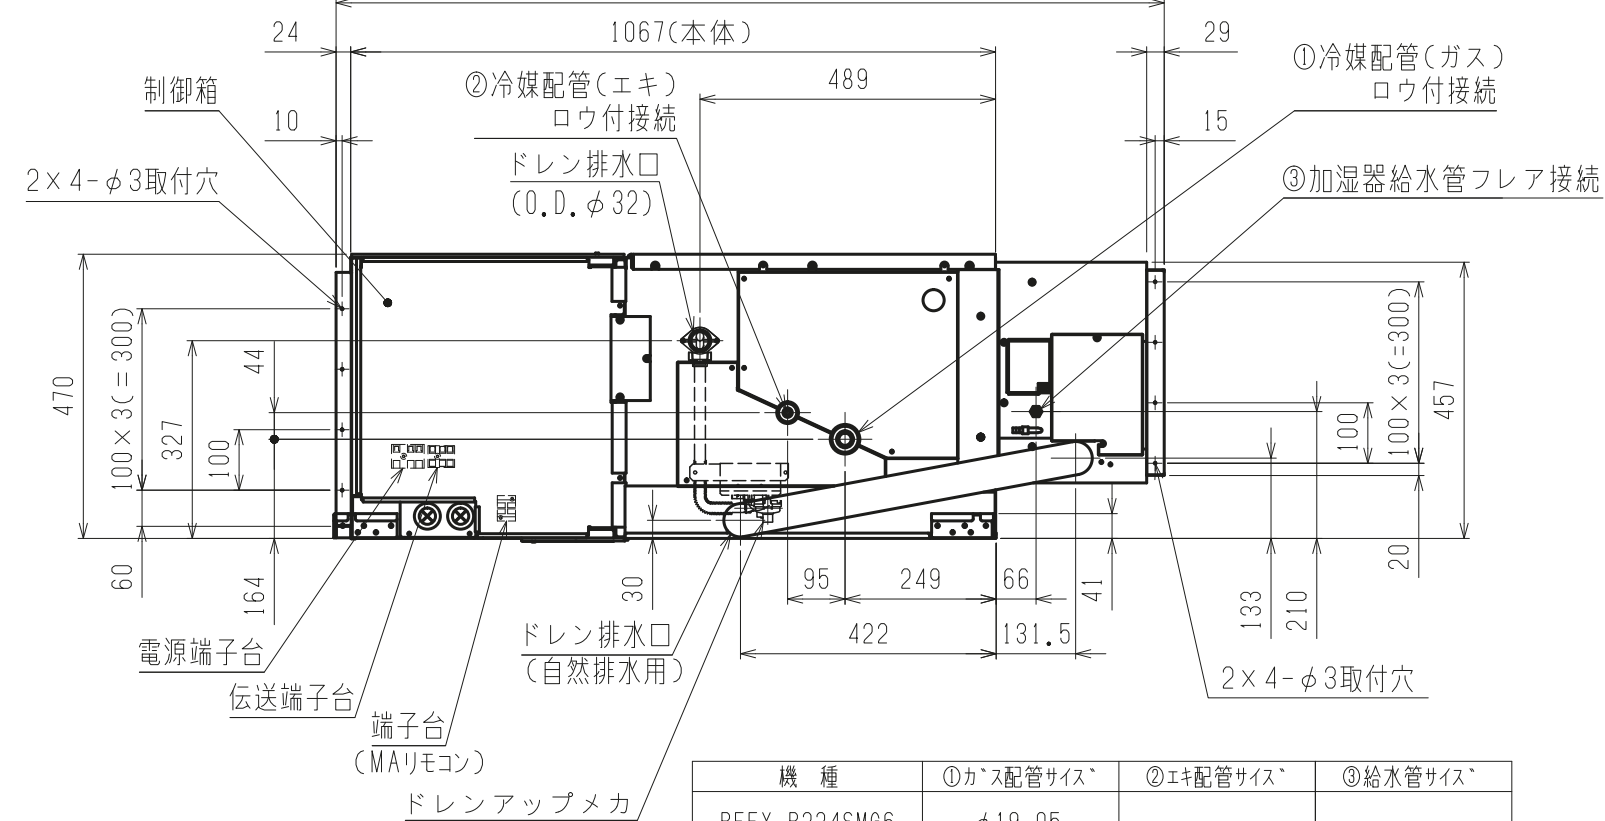 24
1067(本体)
29
①冷媒配管(ガス)
ロウ付接続
②冷媒配管(エキ)
ロウ付接続
489
制御箱
10
15
2×4-φ3取付穴
ドレン排水口
(O.D.φ32)
③加湿器給水管フレア接続
470
100×3(=300)
327
44
100
60
164
100
100×3(=300)
457
20
30
95
249
66
41
133
210
422
131.5
電源端子台
伝送端子台
端子台
(MAリモコン)
ドレン排水口
(自然排水用)
2×4-φ3取付穴
ドレンアップメカ
機 種
①ガス配管サイズ
②エキ配管サイズ
③給水管サイズ